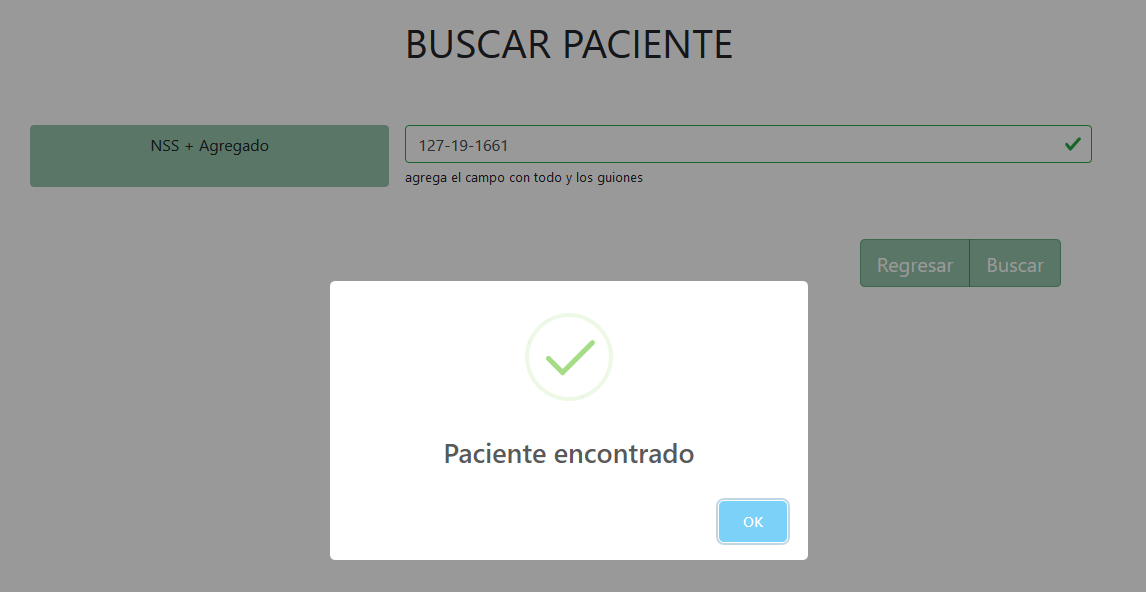 BUSCAR PACIENTE
NSS + Agregado
127-19-1661
agrega el campo con todo y los guiones
Regresar
Buscar
Paciente encontrado
OK